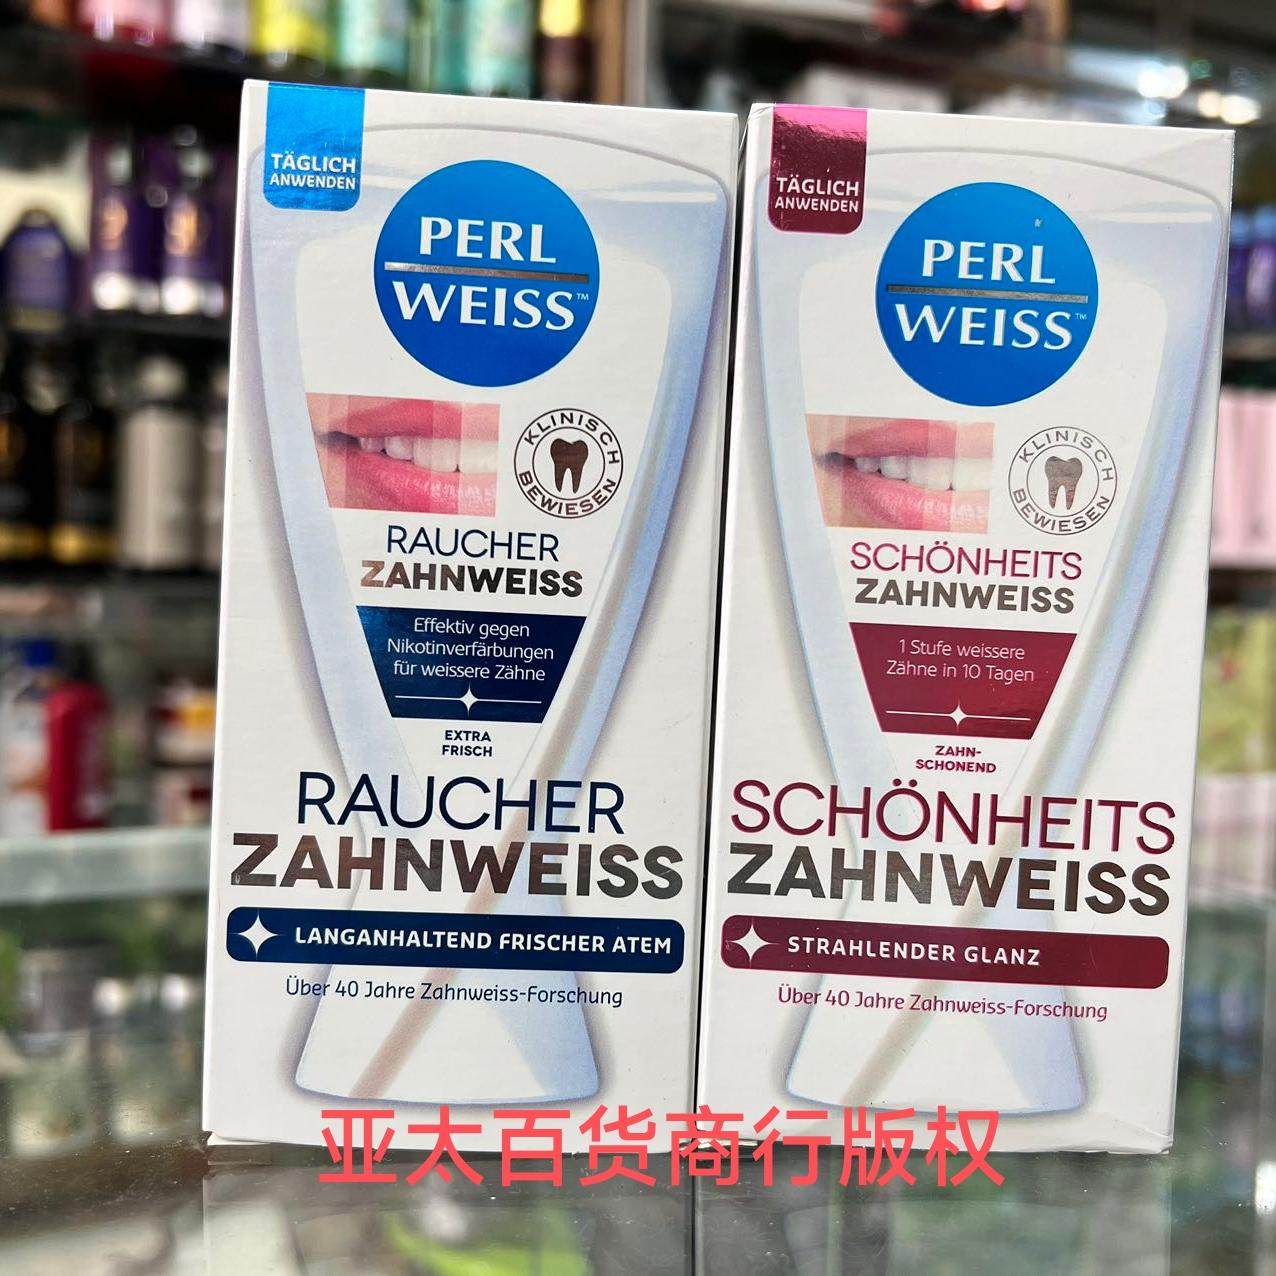 TÄGLICH
ANWENDEN
PERL
WEISS™
KLINISCH
BEWIESEN
RAUCHER
ZAHNWEISS
Effektiv gegen
Nikotinverfärbungen
für weissere Zähne
EXTRA
FRISCH
RAUCHER
ZAHNWEISS
LANGANHALTEND FRISCHER ATEM
Über 40 Jahre Zahnweiss-Forschung
TÄGLICH
ANWENDEN
PERL
WEISS™
KLINISCH
BEWIESEN
SCHÖNHEITS
ZAHNWEISS
1 Stufe weissere
Zähne in 10 Tagen
ZAHN-
SCHONEND
SCHÖNHEITS
ZAHNWEISS
STRAHLENDER GLANZ
Über 40 Jahre Zahnweiss-Forschung
亚太百货商行版权